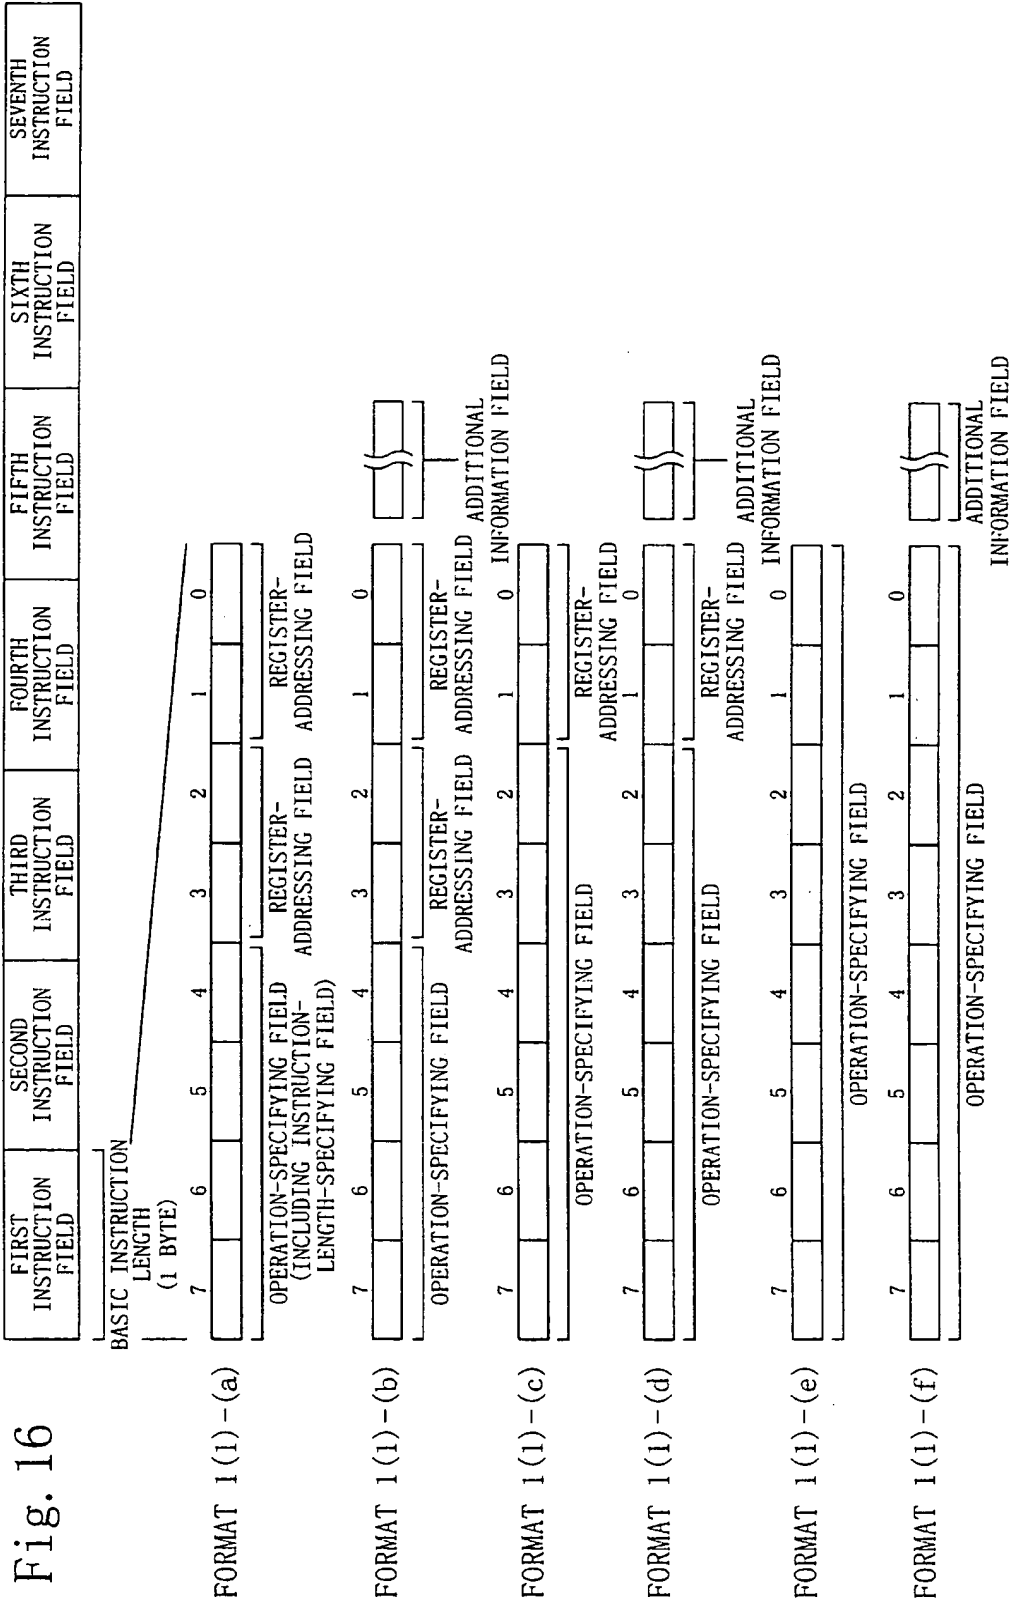 Fig. 16
FIRST
INSTRUCTION
FIELD
SECOND
INSTRUCTION
FIELD
THIRD
INSTRUCTION
FIELD
FOURTH
INSTRUCTION
FIELD
FIFTH
INSTRUCTION
FIELD
SIXTH
INSTRUCTION
FIELD
SEVENTH
INSTRUCTION
FIELD
BASIC INSTRUCTION
LENGTH
(1 BYTE)
FORMAT 1(1)-(a)
7 6 5 4 3 2 1 0
OPERATION-SPECIFYING FIELD
(INCLUDING INSTRUCTION-
LENGTH-SPECIFYING FIELD)
REGISTER-
ADDRESSING FIELD
REGISTER-
ADDRESSING FIELD
FORMAT 1(1)-(b)
7 6 5 4 3 2 1 0
OPERATION-SPECIFYING FIELD
REGISTER-
ADDRESSING FIELD
REGISTER-
ADDRESSING FIELD
ADDITIONAL
INFORMATION FIELD
FORMAT 1(1)-(c)
7 6 5 4 3 2 1 0
OPERATION-SPECIFYING FIELD
REGISTER-
ADDRESSING FIELD
FORMAT 1(1)-(d)
7 6 5 4 3 2 1 0
OPERATION-SPECIFYING FIELD
REGISTER-
ADDRESSING FIELD
ADDITIONAL
INFORMATION FIELD
FORMAT 1(1)-(e)
7 6 5 4 3 2 1 0
OPERATION-SPECIFYING FIELD
FORMAT 1(1)-(f)
7 6 5 4 3 2 1 0
OPERATION-SPECIFYING FIELD
ADDITIONAL
INFORMATION FIELD